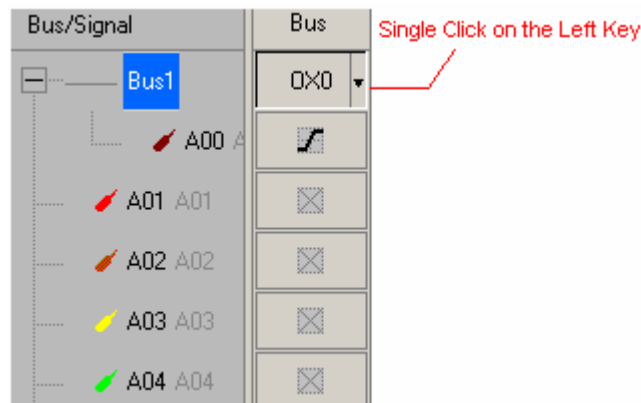 Bus/Signal Bus Single Click on the Left Key
Bus1 0X0
A00 A
A01 A01
A02 A02
A03 A03
A04 A04